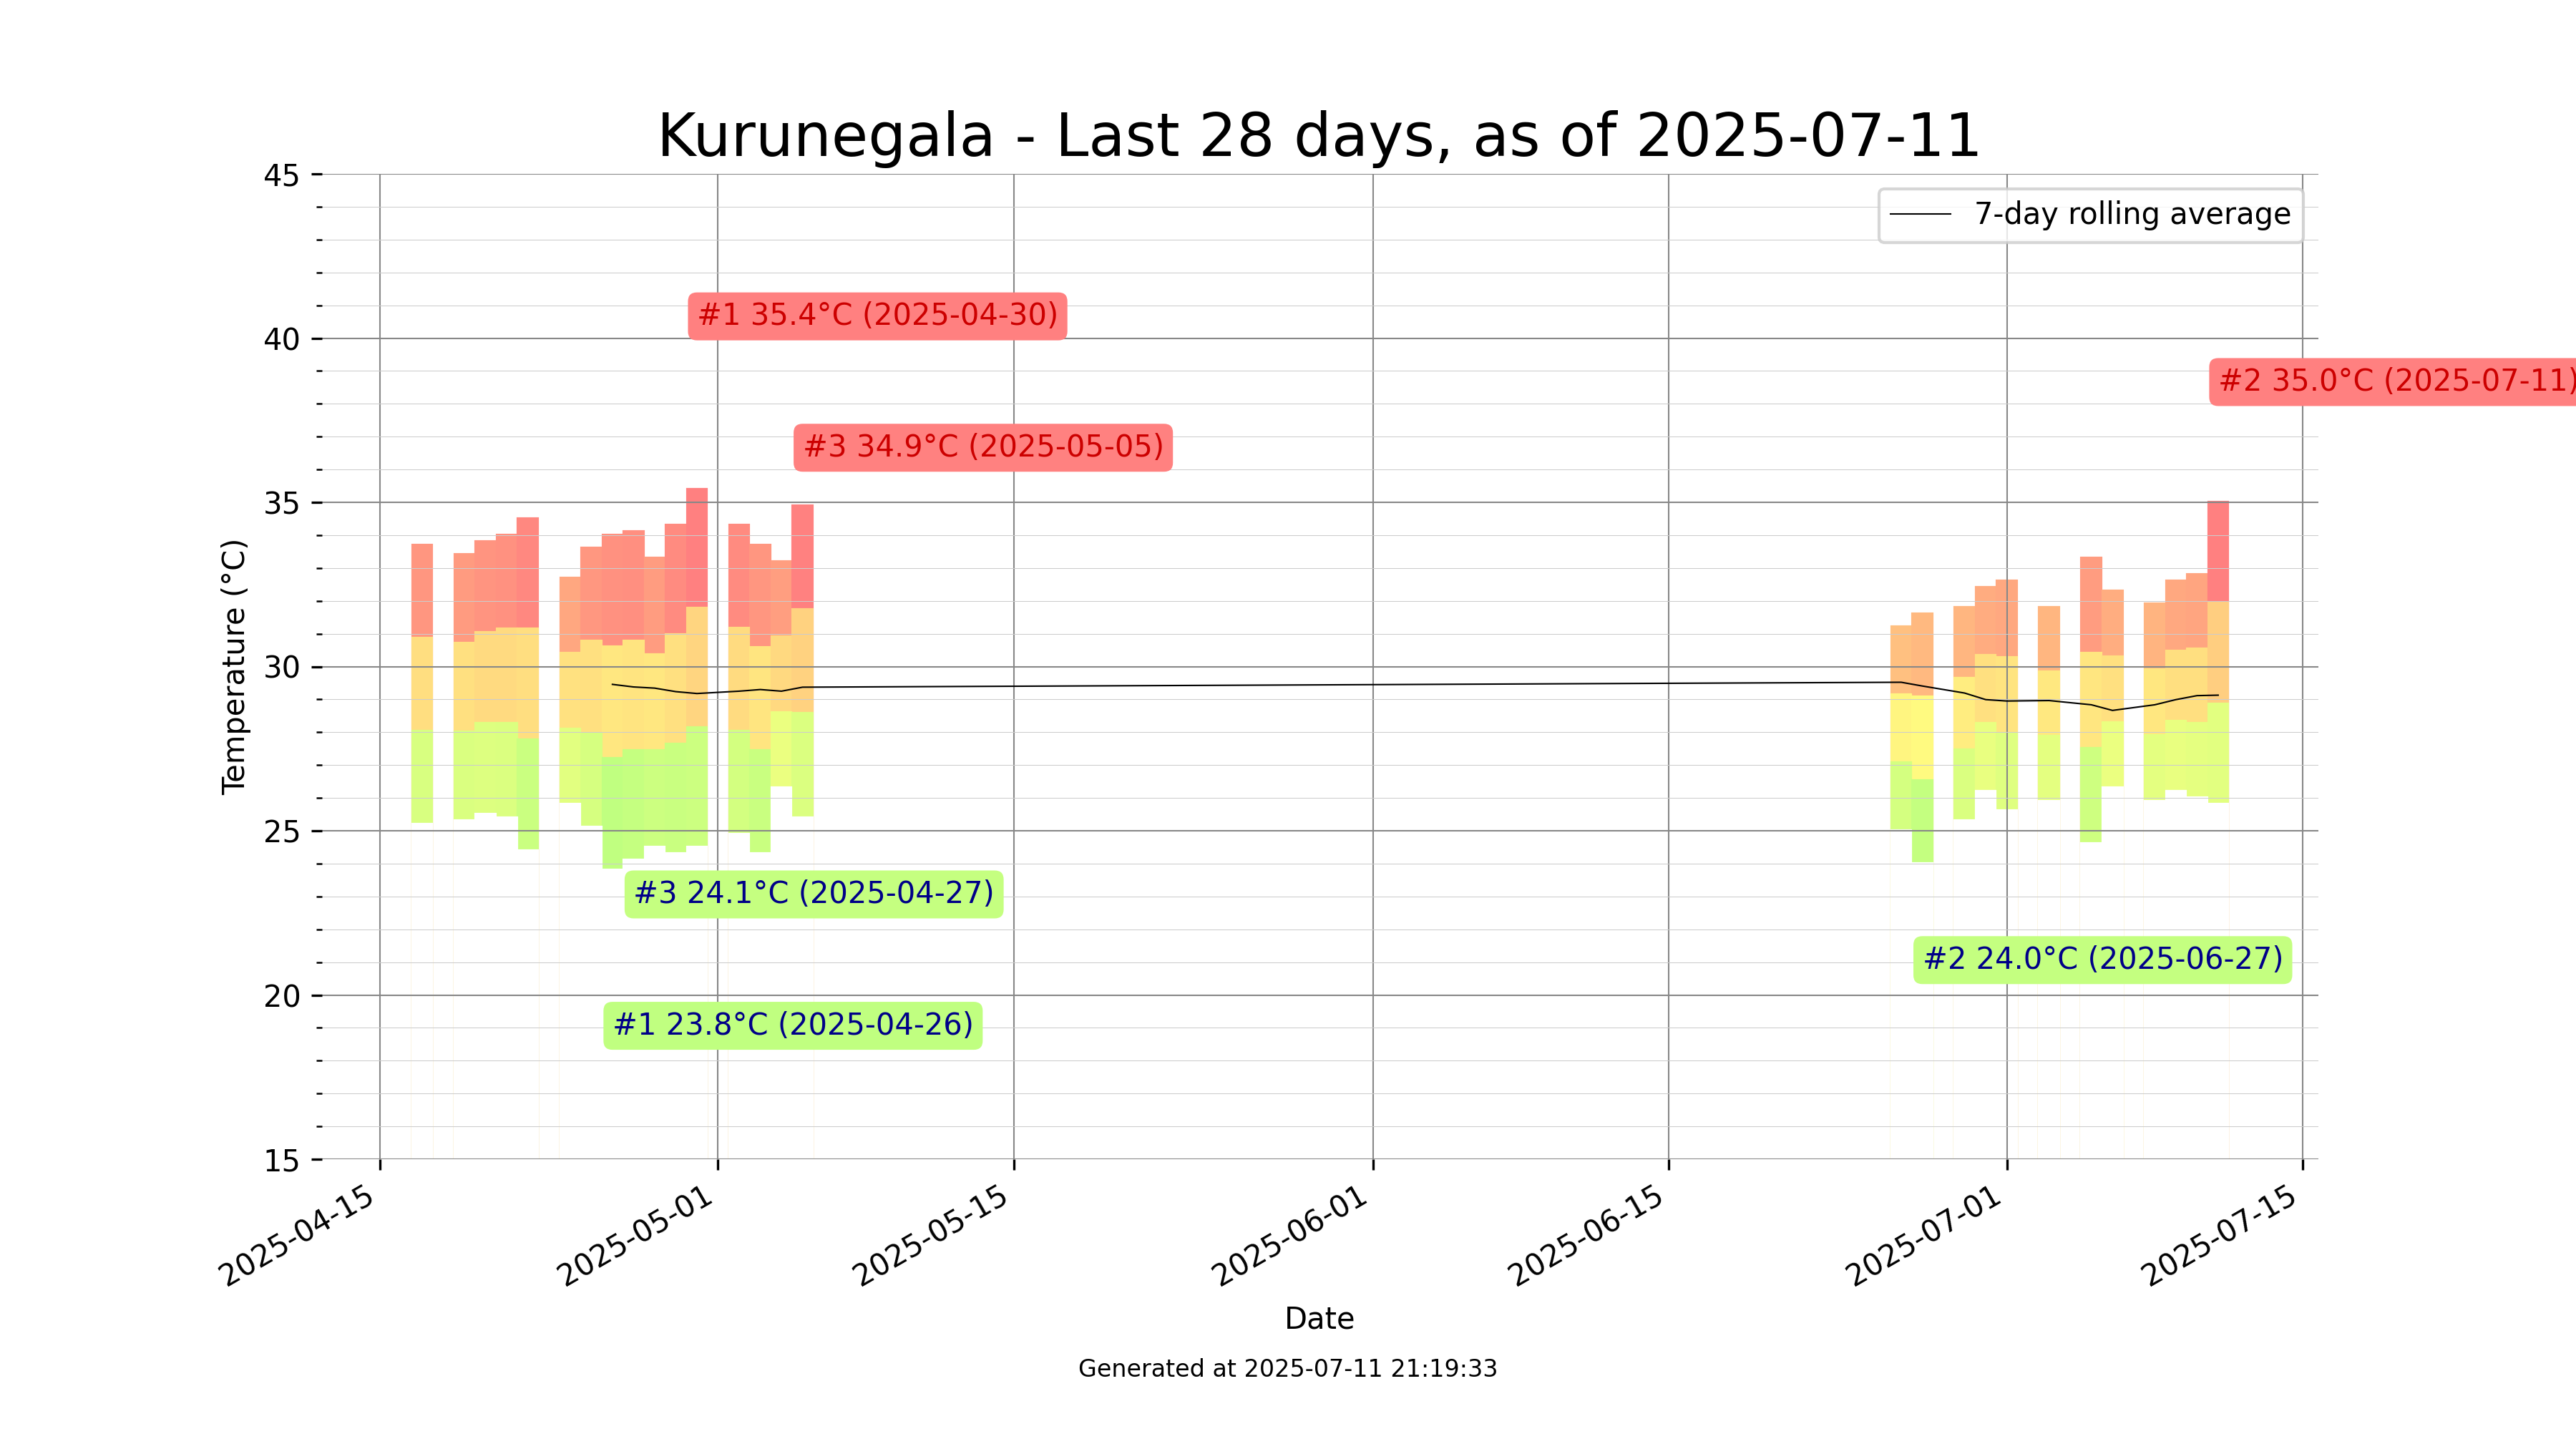 Kurunegala - Last 28 days, as of 2025-07-11
45
40
35
30
25
20
15
Temperature (°C)
7-day rolling average
#1 35.4°C (2025-04-30)
#2 35.0°C (2025-07-11)
#3 34.9°C (2025-05-05)
#3 24.1°C (2025-04-27)
#2 24.0°C (2025-06-27)
#1 23.8°C (2025-04-26)
2025-04-15
2025-05-01
2025-05-15
2025-06-01
2025-06-15
2025-07-01
2025-07-15
Date
Generated at 2025-07-11 21:19:33